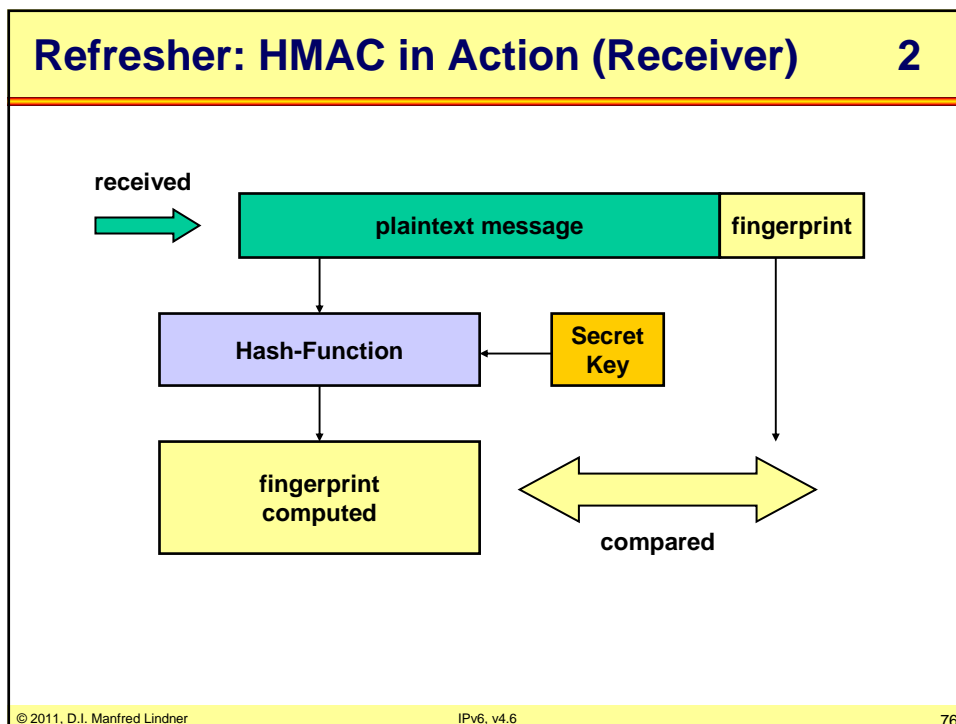 Refresher: HMAC in Action (Receiver) 2
received
plaintext message
fingerprint
Hash-Function
Secret
Key
fingerprint
computed
compared
© 2011, D.I. Manfred Lindner
IPv6, v4.6
76